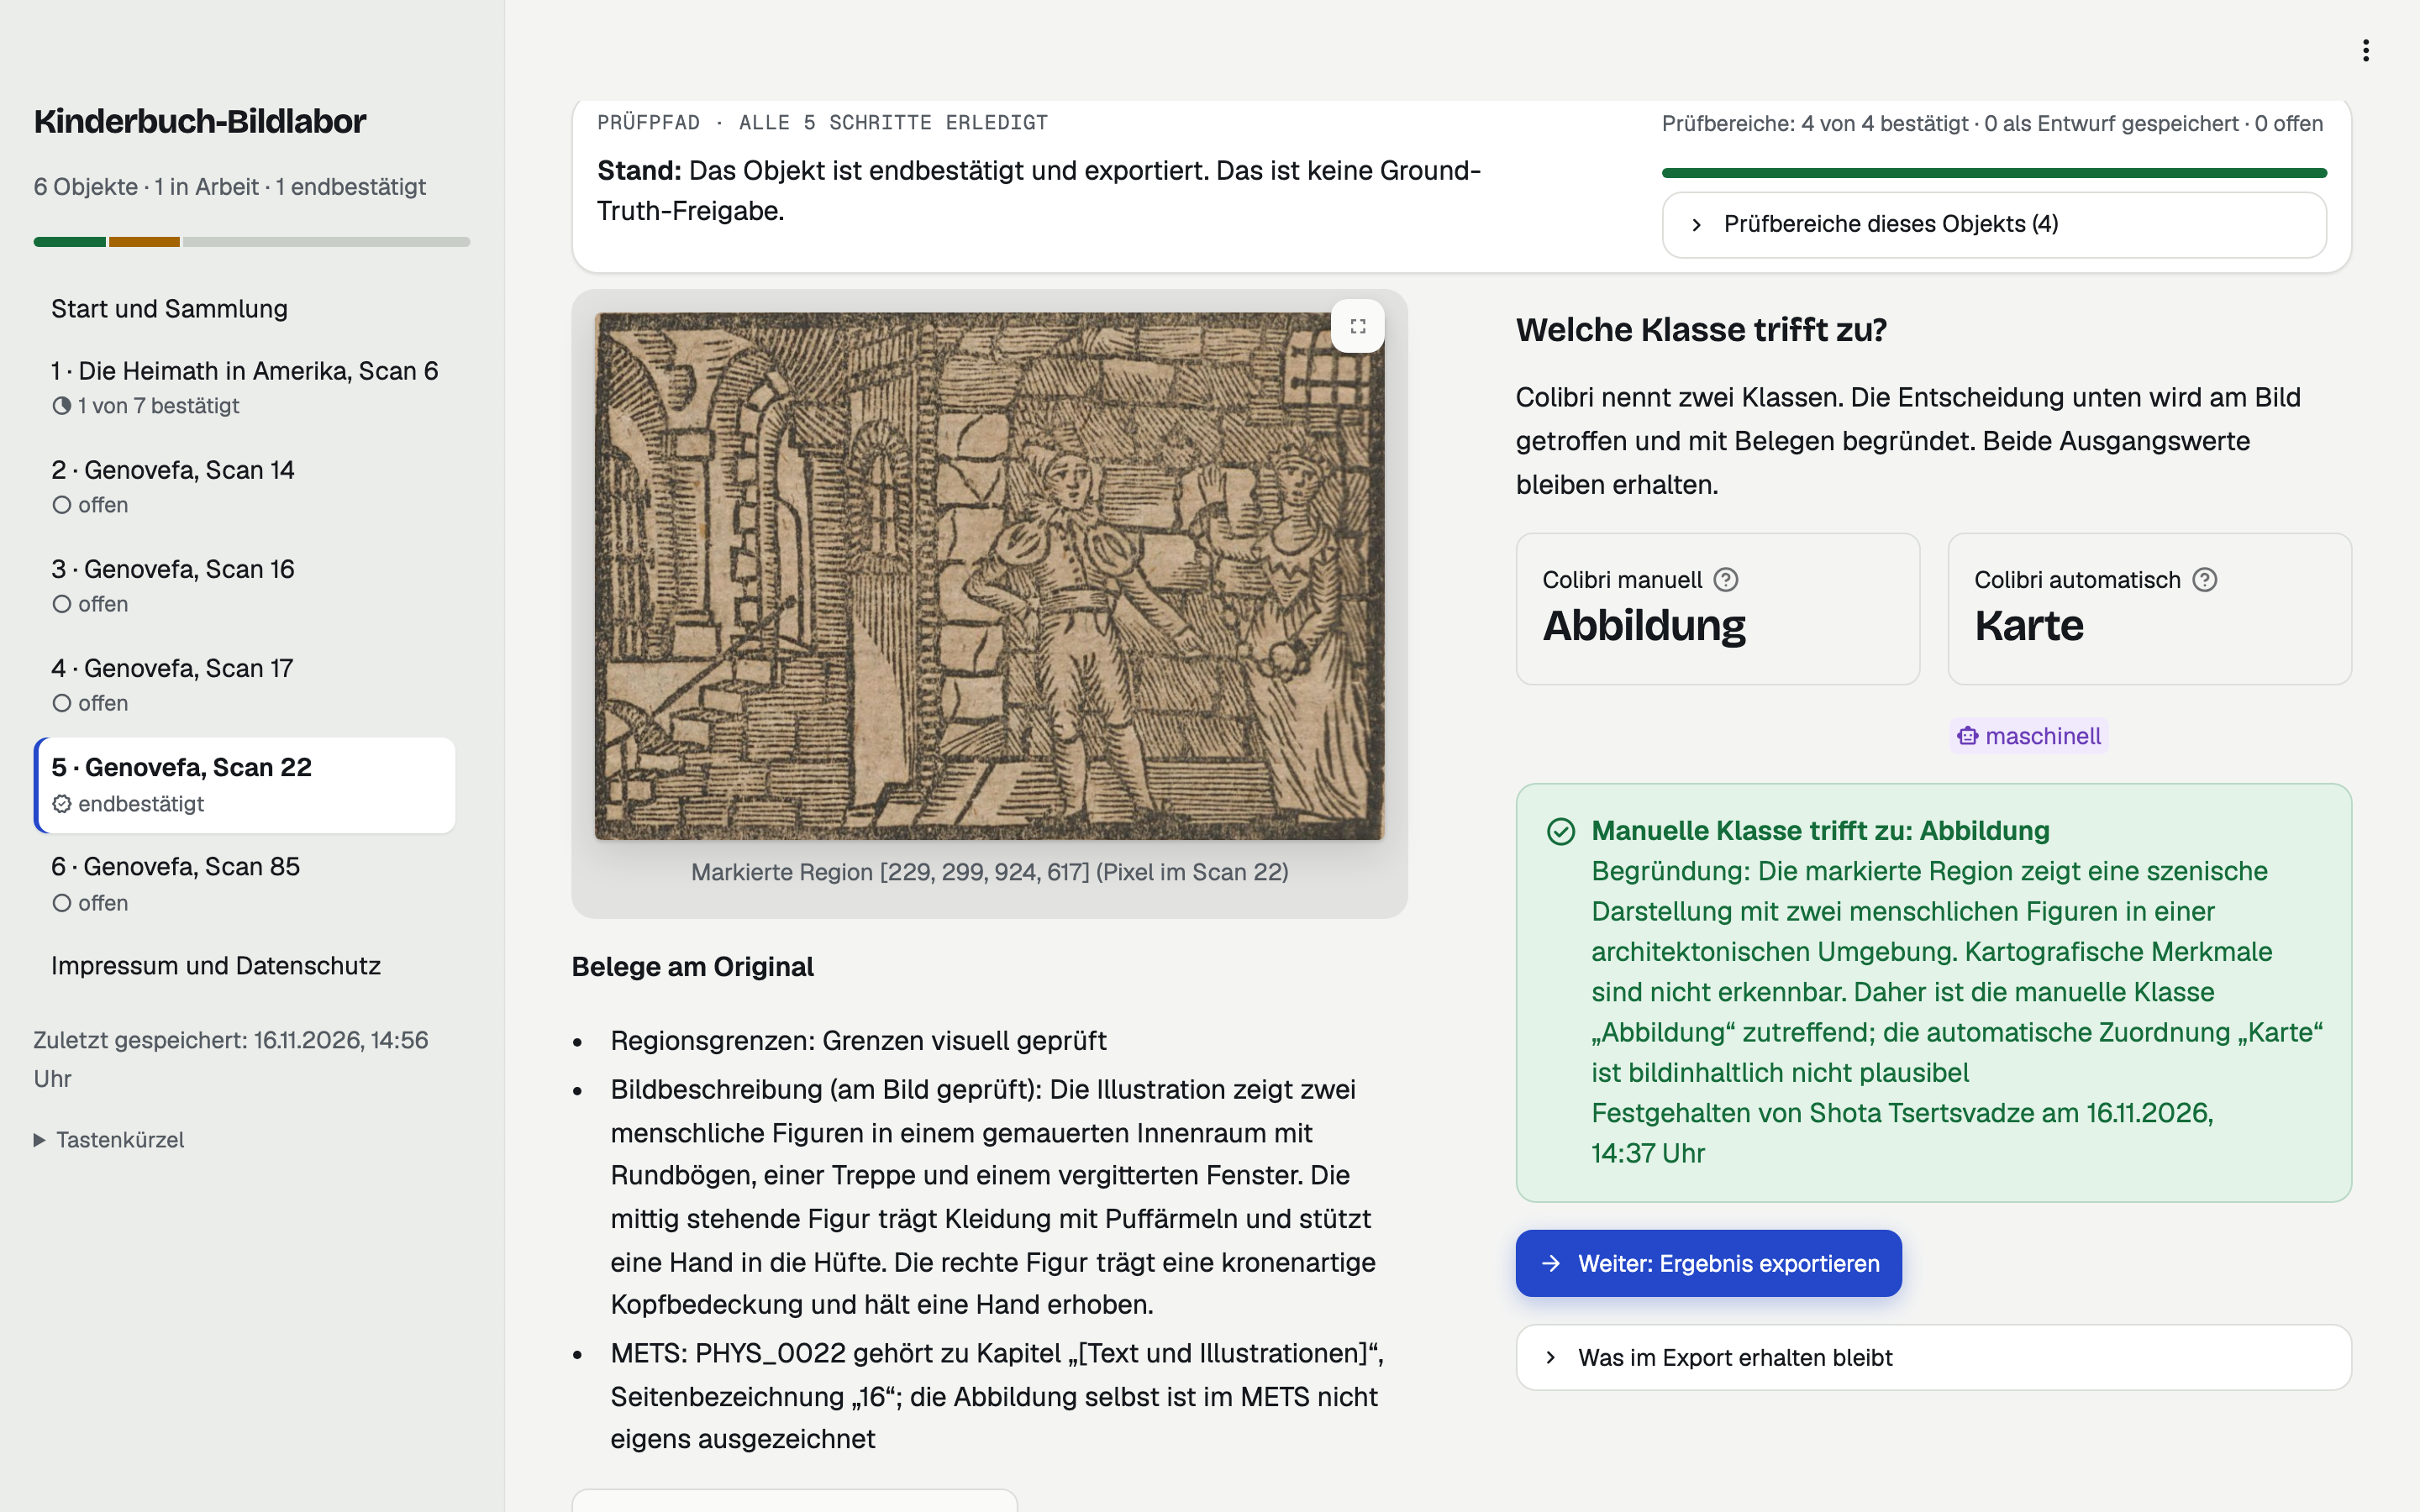 Kinderbuch-Bildlabor
6 Objekte · 1 in Arbeit · 1 endbestätigt
Start und Sammlung
1 · Die Heimath in Amerika, Scan 6
1 von 7 bestätigt
2 · Genovefa, Scan 14
offen
3 · Genovefa, Scan 16
offen
4 · Genovefa, Scan 17
offen
5 · Genovefa, Scan 22
endbestätigt
6 · Genovefa, Scan 85
offen
Impressum und Datenschutz
Zuletzt gespeichert: 16.11.2026, 14:56
Uhr
Tastenkürzel
PRÜFPFAD · ALLE 5 SCHRITTE ERLEDIGT
Stand: Das Objekt ist endbestätigt und exportiert. Das ist keine Ground-
Truth-Freigabe.
Prüfbereiche: 4 von 4 bestätigt · 0 als Entwurf gespeichert · 0 offen
Prüfbereiche dieses Objekts (4)
Markierte Region [229, 299, 924, 617] (Pixel im Scan 22)
Belege am Original
• Regionsgrenzen: Grenzen visuell geprüft
• Bildbeschreibung (am Bild geprüft): Die Illustration zeigt zwei
menschliche Figuren in einem gemauerten Innenraum mit
Rundbögen, einer Treppe und einem vergitterten Fenster. Die
mittig stehende Figur trägt Kleidung mit Puffärmeln und stützt
eine Hand in die Hüfte. Die rechte Figur trägt eine kronenartige
Kopfbedeckung und hält eine Hand erhoben.
• METS: PHYS_0022 gehört zu Kapitel „[Text und Illustrationen]“,
Seitenbezeichnung „16“; die Abbildung selbst ist im METS nicht
eigens ausgezeichnet
Welche Klasse trifft zu?
Colibri nennt zwei Klassen. Die Entscheidung unten wird am Bild
getroffen und mit Belegen begründet. Beide Ausgangswerte
bleiben erhalten.
Colibri manuell
Abbildung
Colibri automatisch
Karte
maschinell
Manuelle Klasse trifft zu: Abbildung
Begründung: Die markierte Region zeigt eine szenische
Darstellung mit zwei menschlichen Figuren in einer
architektonischen Umgebung. Kartografische Merkmale
sind nicht erkennbar. Daher ist die manuelle Klasse
„Abbildung“ zutreffend; die automatische Zuordnung „Karte“
ist bildinhaltlich nicht plausibel
Festgehalten von Shota Tsertsvadze am 16.11.2026,
14:37 Uhr
Weiter: Ergebnis exportieren
Was im Export erhalten bleibt